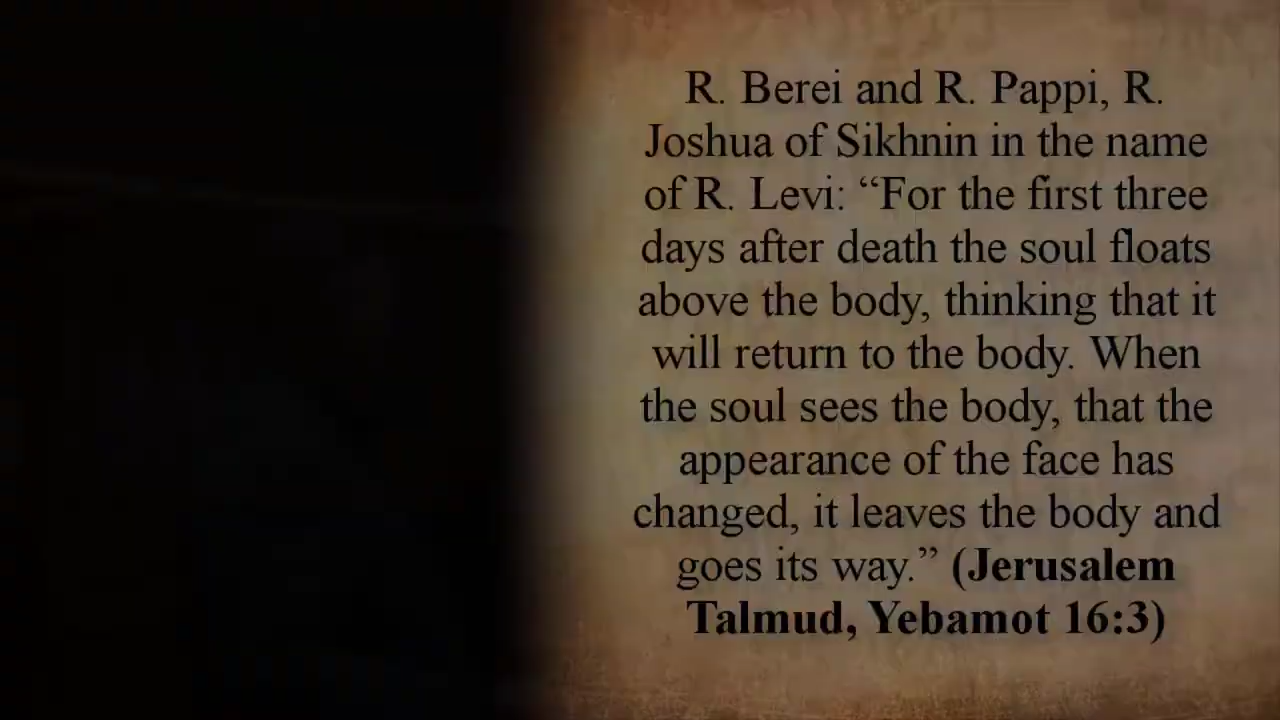 R. Berei and R. Pappi, R.
Joshua of Sikhnin in the name
of R. Levi: “For the first three
days after death the soul floats
above the body, thinking that it
will return to the body. When
the soul sees the body, that the
appearance of the face has
changed, it leaves the body and
goes its way.” (Jerusalem
Talmud, Yebamot 16:3)